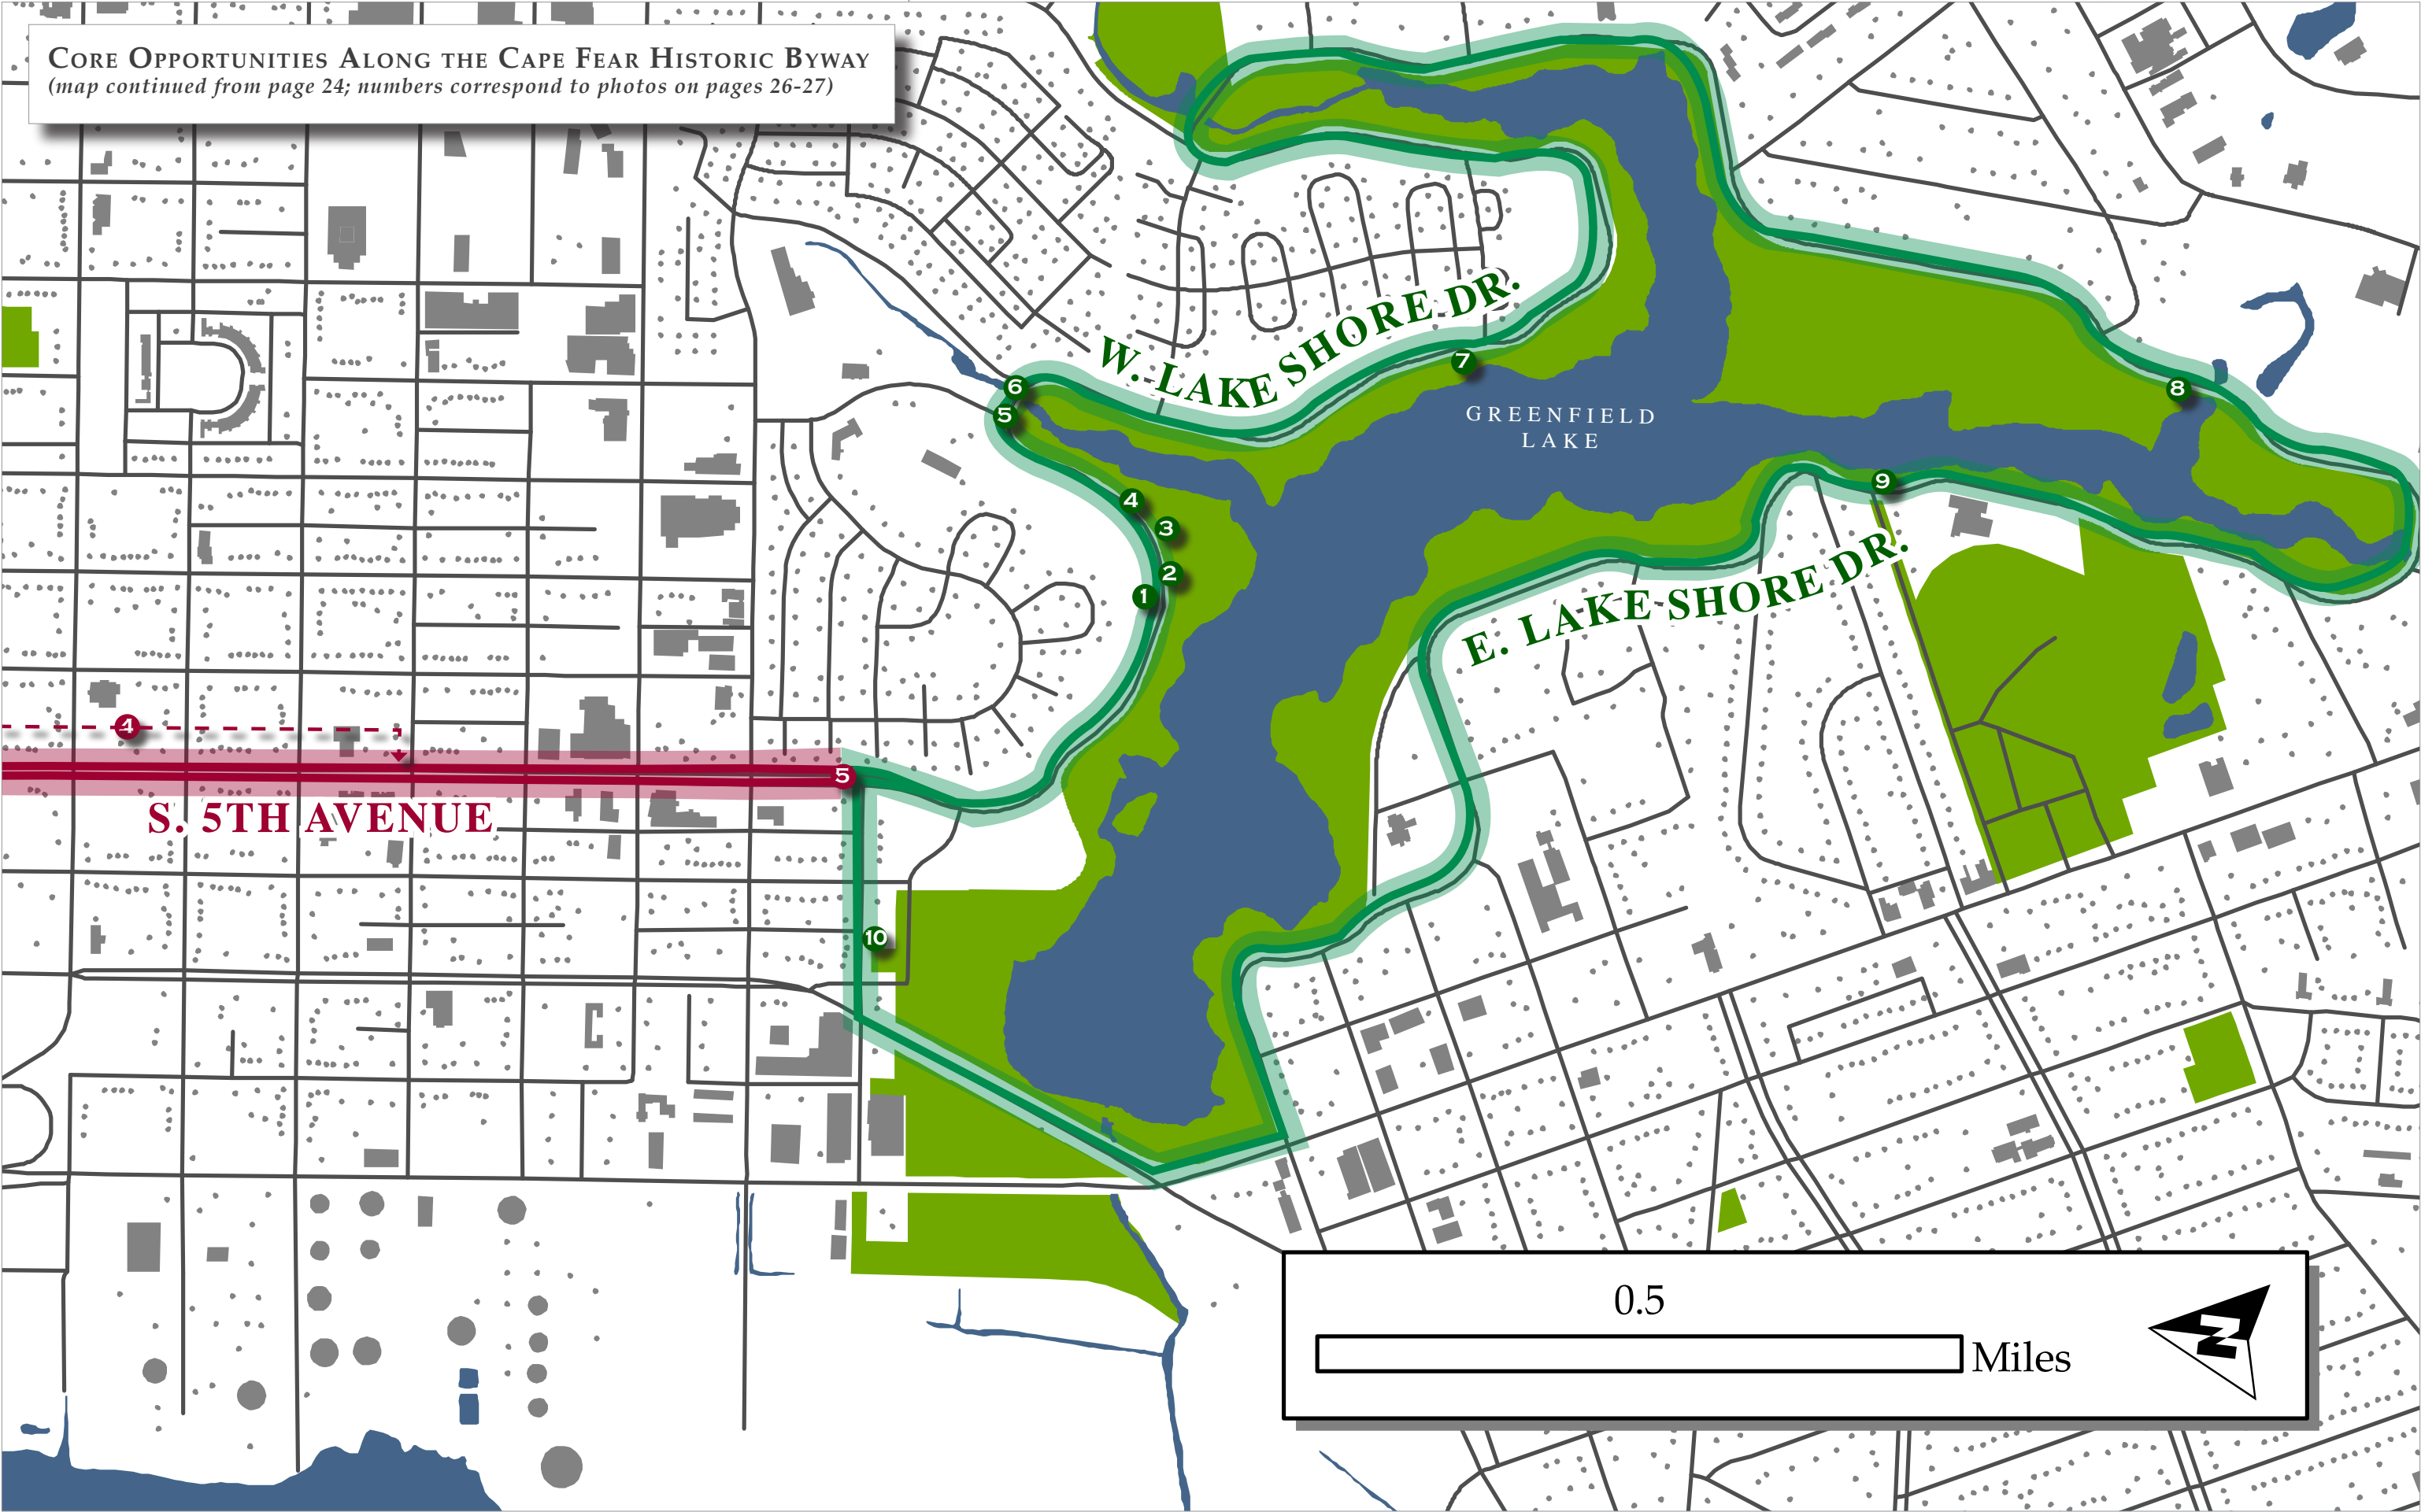 CORE OPPORTUNITIES ALONG THE CAPE FEAR HISTORIC BYWAY
(map continued from page 24; numbers correspond to photos on pages 26-27)
W. LAKE SHORE DR.
7
6
5
8
GREENFIELD
LAKE
9
4
3
2
1
E. LAKE SHORE DR.
4
5
S. 5TH AVENUE
10
0.5
Miles
N